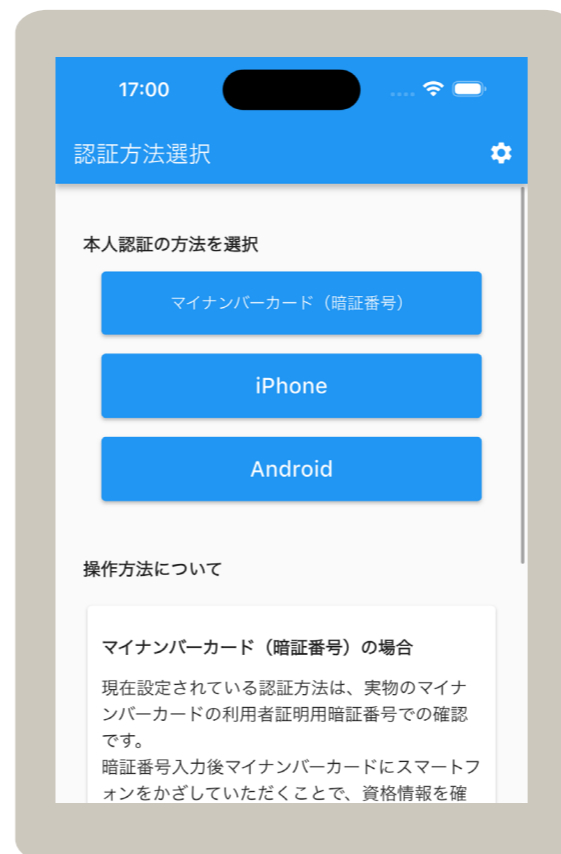 17:00
認証方法選択
本人認証の方法を選択
マイナンバーカード（暗証番号）
iPhone
Android
操作方法について
マイナンバーカード（暗証番号）の場合
現在設定されている認証方法は、実物のマイナ
ンバーカードの利用者証明用暗証番号での確認
です。
暗証番号入力後マイナンバーカードにスマートフ
ォンをかざしていただくことで、資格情報を確